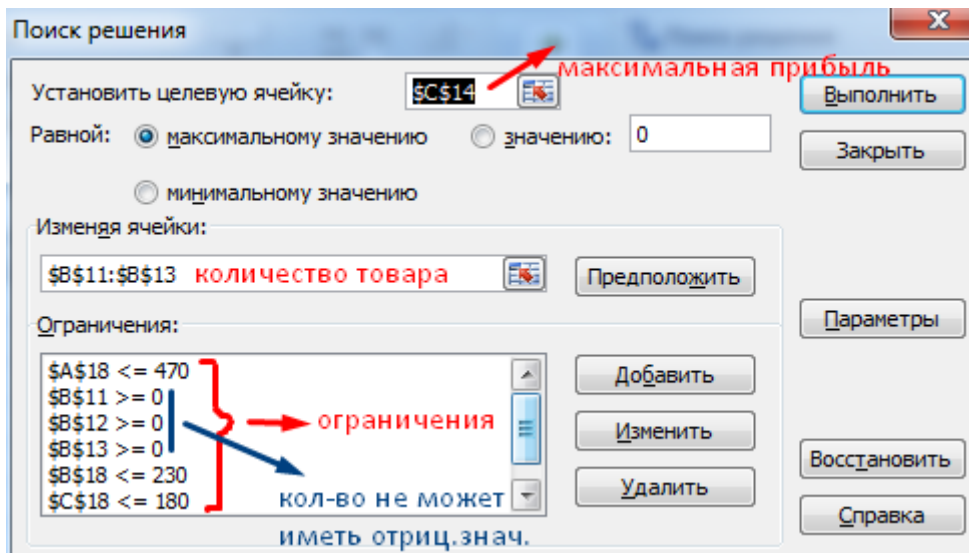 Поиск решения
максимальная прибыль
Установить целевую ячейку: $C$14
Выполнить
Равной: максимальному значению значению: 0
Закрыть
минимальному значению
Изменяя ячейки:
$B$11:$B$13 количество товара
Предположить
Ограничения:
Параметры
$A$18 <= 470
Добавить
$B$11 >= 0
$B$12 >= 0
ограничения
Изменить
$B$13 >= 0
Восстановить
$B$18 <= 230
$C$18 <= 180
Удалить
кол-во не может
иметь отриц.знач.
Справка